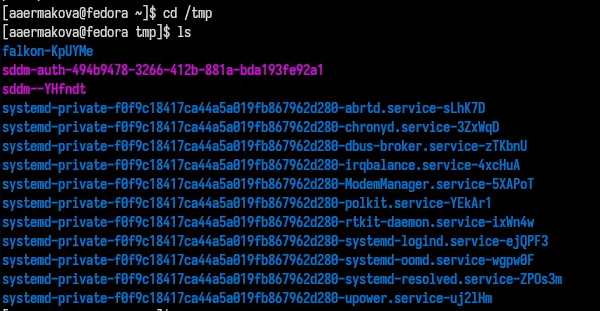 [aaermakova@fedora ~]$ cd /tmp
[aaermakova@fedora tmp]$ ls
falkon-KpUYMe
sddm-auth-494b9478-3266-412b-881a-bda193fe92a1
sddm--YHfndt
systemd-private-f0f9c18417ca44a5a019fb867962d280-abrtd.service-sLhK7D
systemd-private-f0f9c18417ca44a5a019fb867962d280-chronyd.service-3ZxWqD
systemd-private-f0f9c18417ca44a5a019fb867962d280-dbus-broker.service-zTKbnU
systemd-private-f0f9c18417ca44a5a019fb867962d280-irqbalance.service-4xcHuA
systemd-private-f0f9c18417ca44a5a019fb867962d280-ModemManager.service-5XAPoT
systemd-private-f0f9c18417ca44a5a019fb867962d280-polkit.service-YEkAr1
systemd-private-f0f9c18417ca44a5a019fb867962d280-rtkit-daemon.service-ixWn4w
systemd-private-f0f9c18417ca44a5a019fb867962d280-systemd-logind.service-ejQPF3
systemd-private-f0f9c18417ca44a5a019fb867962d280-systemd-oomd.service-wgpw0F
systemd-private-f0f9c18417ca44a5a019fb867962d280-systemd-resolved.service-ZPOs3m
systemd-private-f0f9c18417ca44a5a019fb867962d280-upower.service-uj2lHm